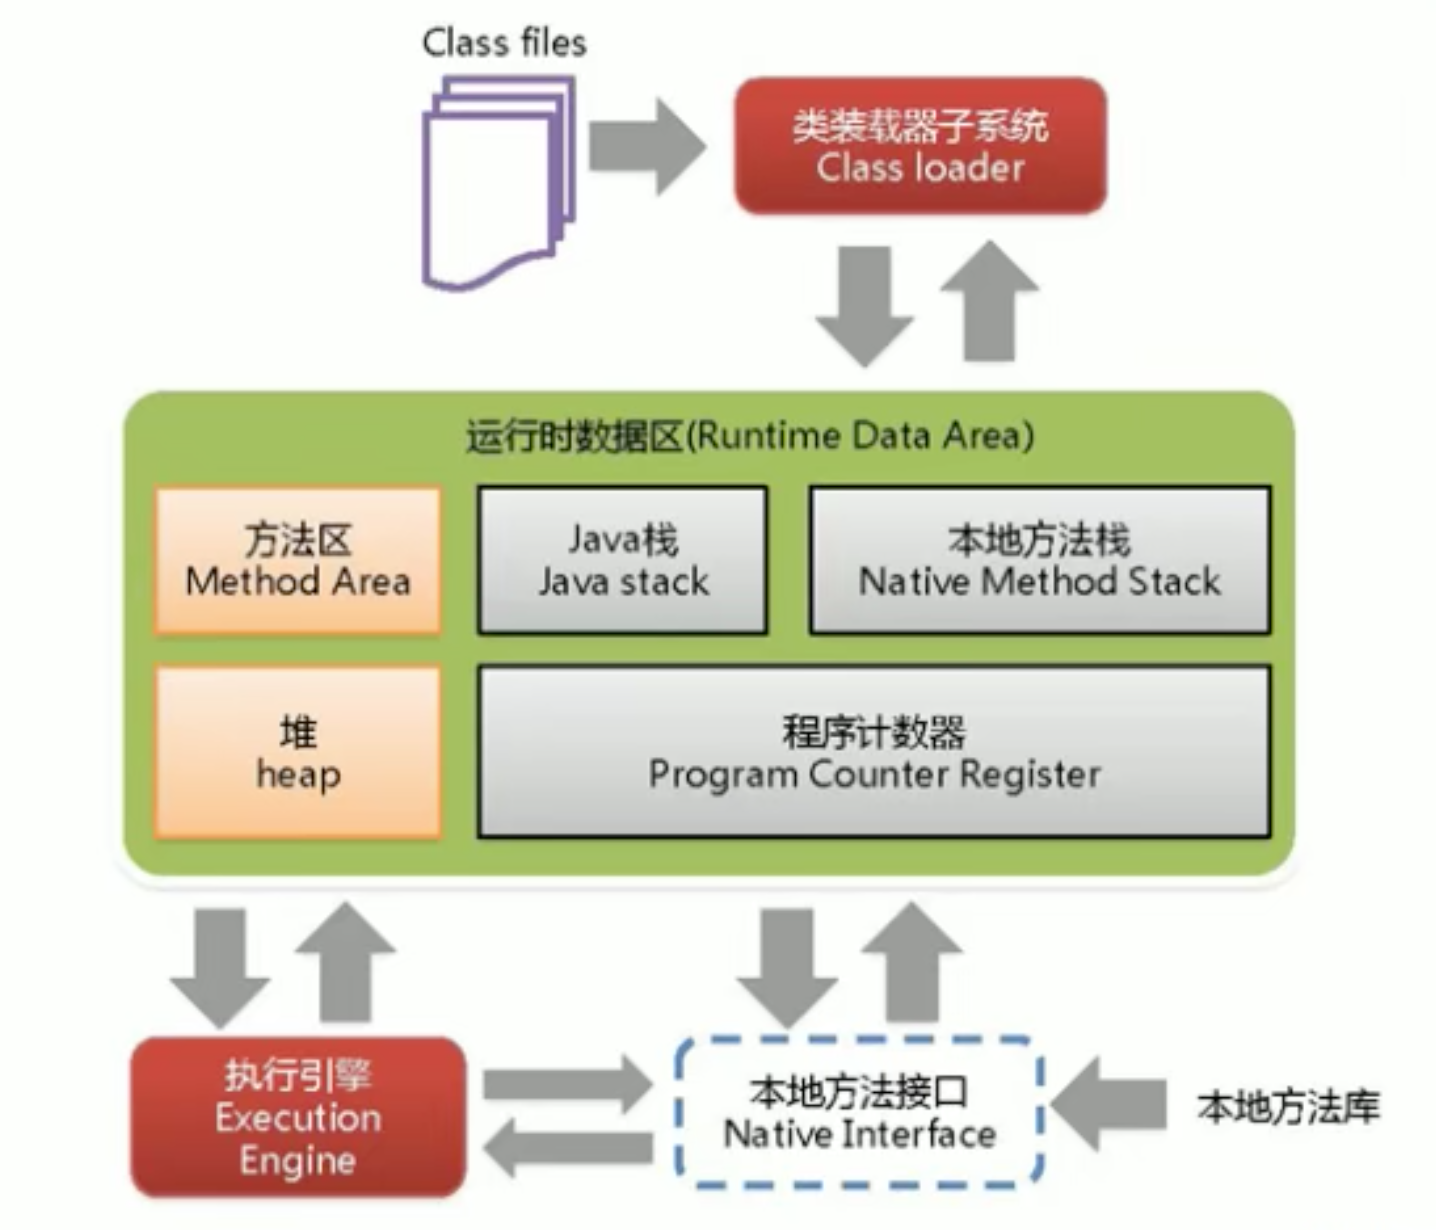 Class files
类装载器子系统
Class loader
运行时数据区(Runtime Data Area)
方法区
Method Area
Java栈
Java stack
本地方法栈
Native Method Stack
堆
heap
程序计数器
Program Counter Register
执行引擎
Execution
Engine
本地方法接口
Native Interface
本地方法库